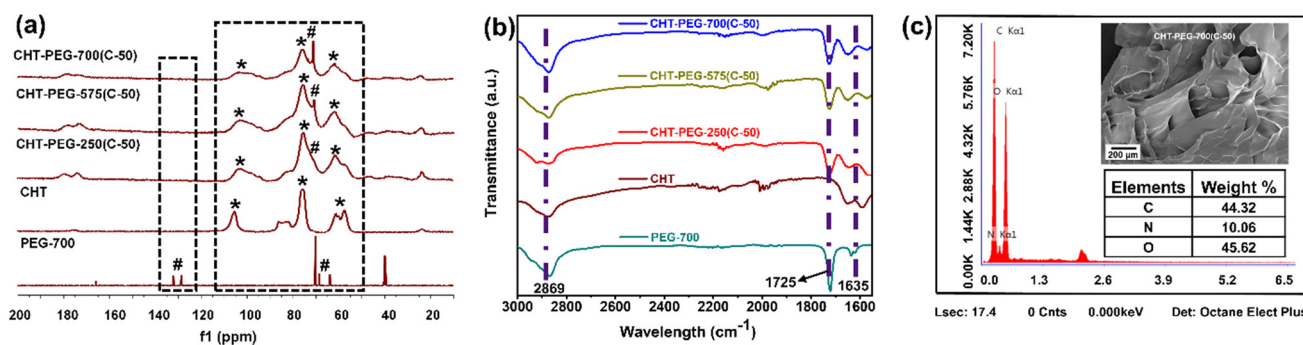 (a)
CHT-PEG-700(C-50)
CHT-PEG-575(C-50)
CHT-PEG-250(C-50)
CHT
PEG-700
* * # *
* * # *
* * # *
* * *
# #
200 180 160 140 120 100 80 60 40 20
f1 (ppm)
(b)
Transmittance (a.u.)
CHT-PEG-700(C-50)
CHT-PEG-575(C-50)
CHT-PEG-250(C-50)
CHT
PEG-700
2869
1725
1635
3000 2800 2600 2400 2200 2000 1800 1600
Wavelength (cm⁻¹)
(c)
7.20K
5.76K
4.32K
2.88K
1.44K
0.00K
C Kα1
O Kα1
N Kα1
0.0 1.3 2.6 3.9 5.2 6.5
CHT-PEG-700(C-50)
200 µm
Elements Weight %
C 44.32
N 10.06
O 45.62
Lsec: 17.4 0 Cnts 0.000keV Det: Octane Elect Plus